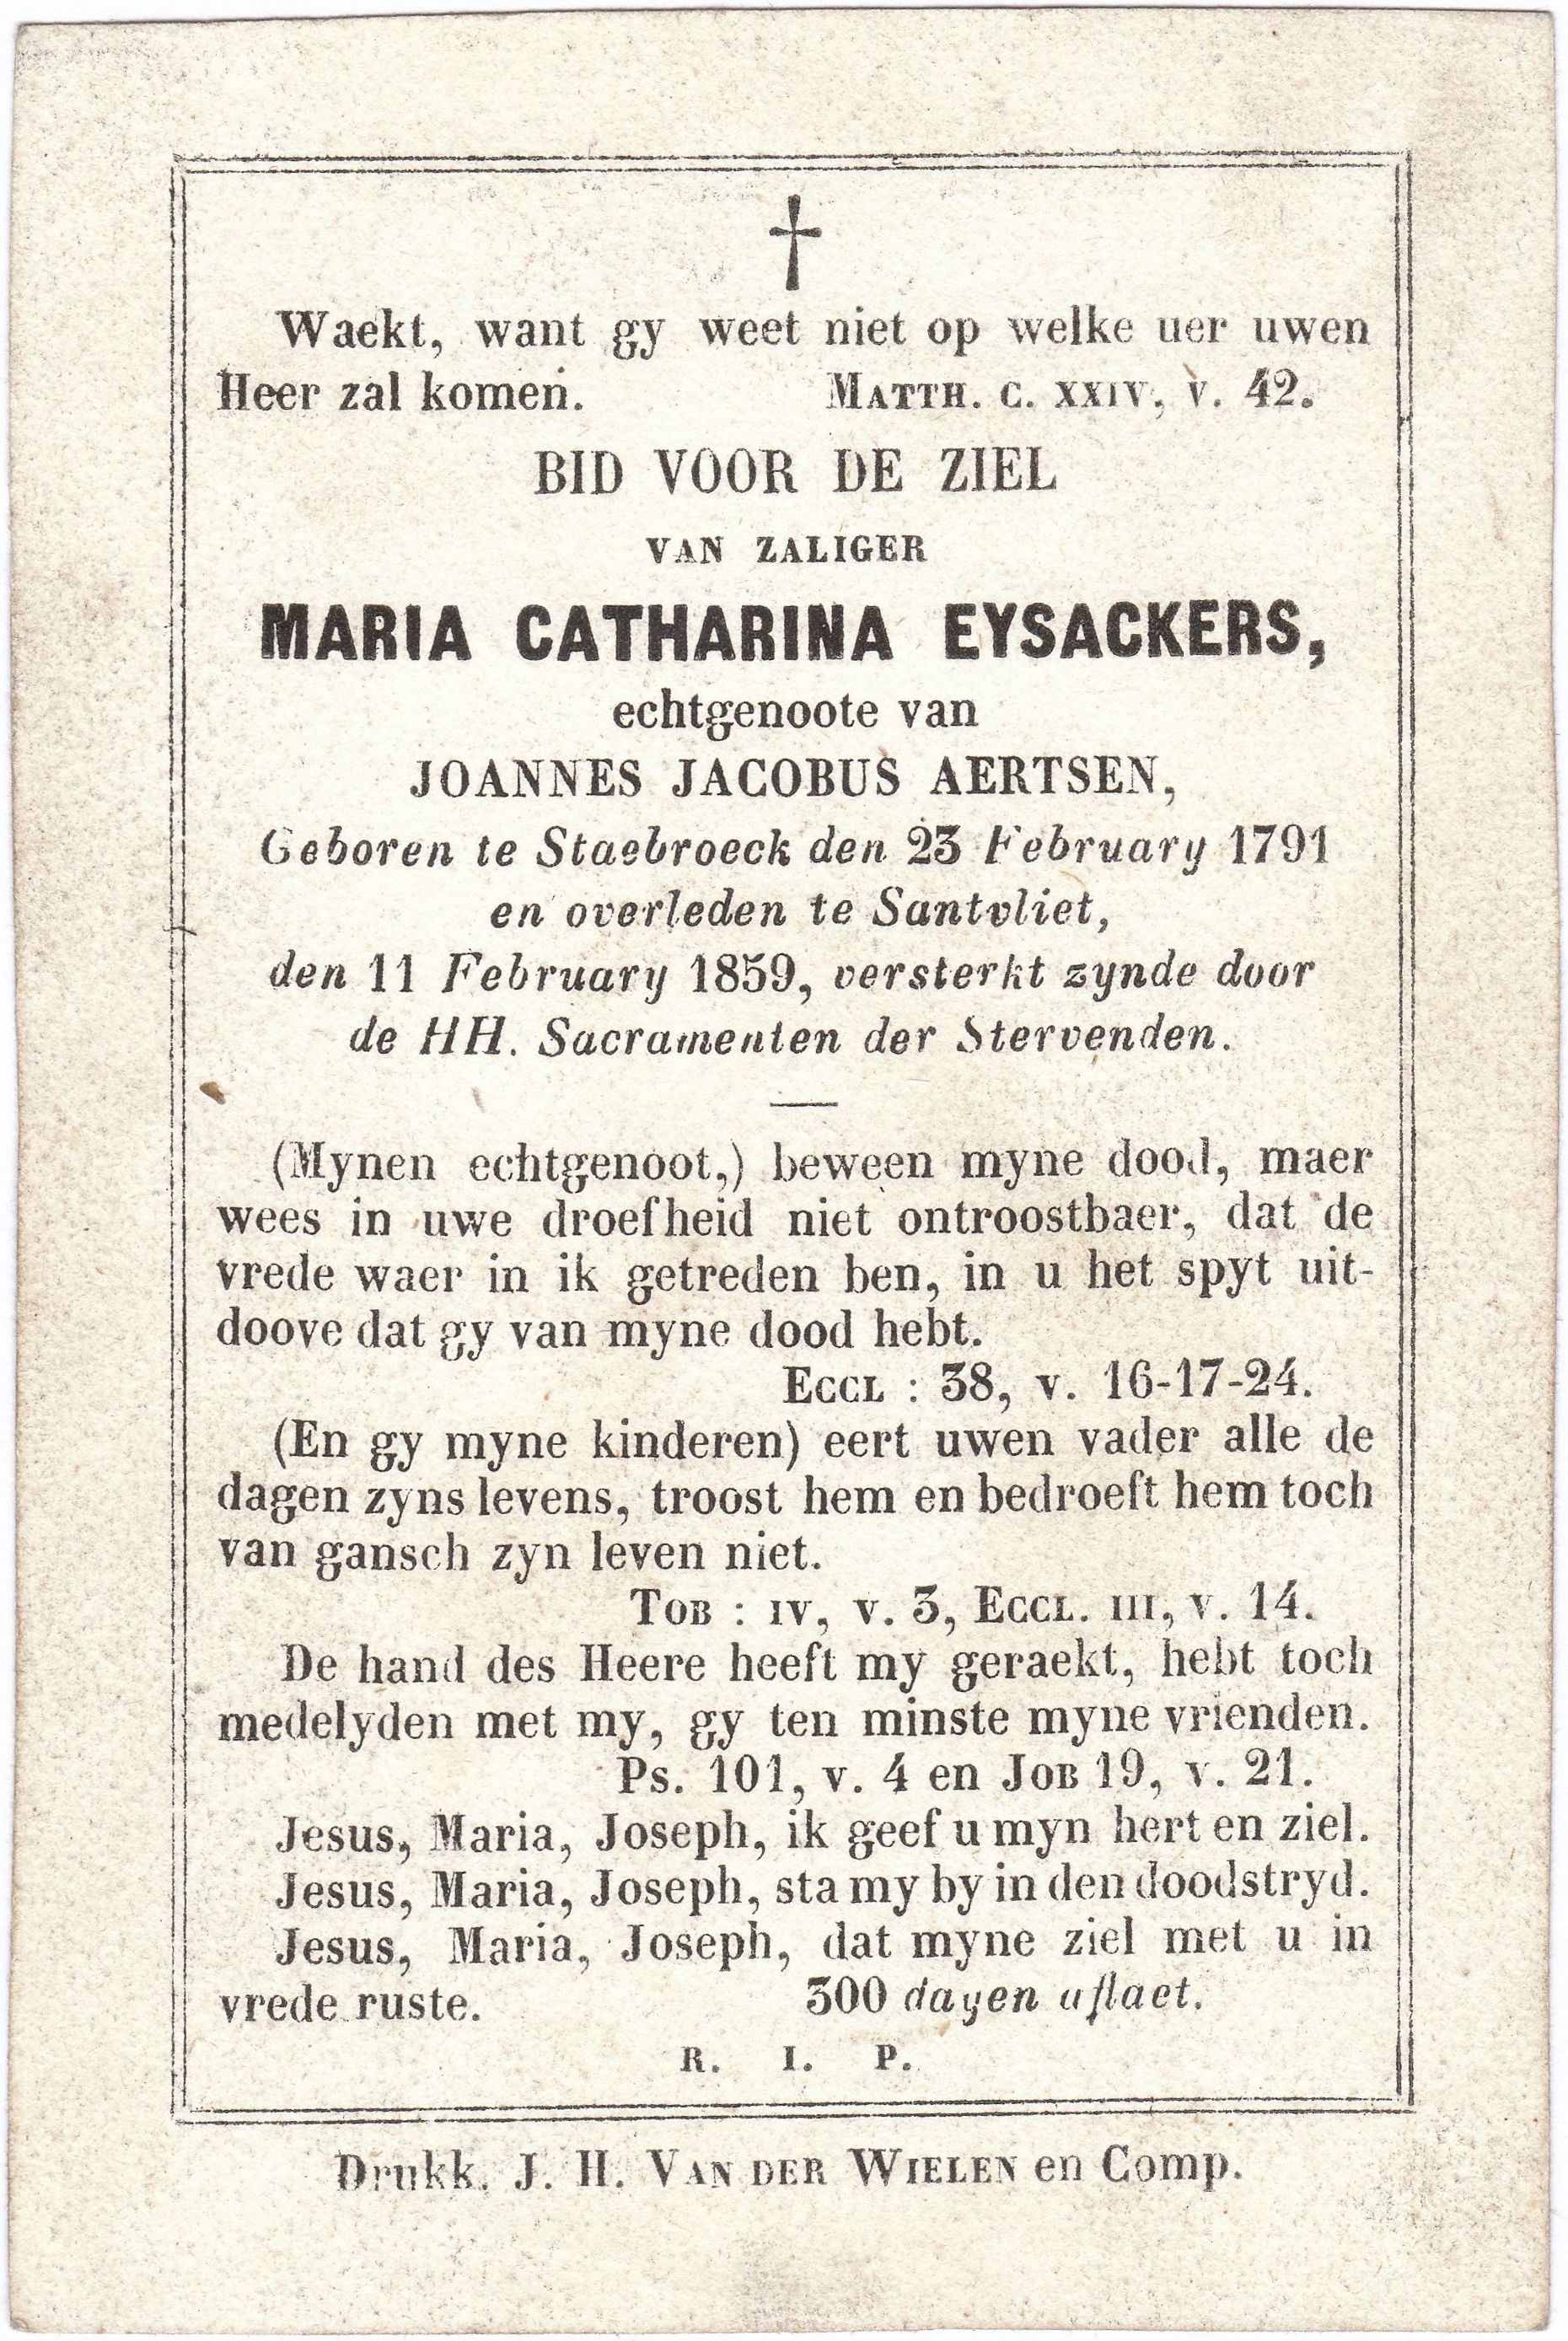 Waekt, want gy weet niet op welke uer uwen
Heer zal komen. MATTH. C. XXIV, V. 42.
BID VOOR DE ZIEL
VAN ZALIGER
MARIA CATHARINA EYSACKERS,
echtgenoote van
JOANNES JACOBUS AERTSEN,
Geboren te Staebroeck den 23 February 1791
en overleden te Santvliet,
den 11 February 1859, versterkt zynde door
de HH. Sacramenten der Stervenden.
(Mynen echtgenoot,) beween myne dood, maer
wees in uwe droefheid niet ontroostbaer, dat de
vrede waer in ik getreden ben, in u het spyt uit-
doove dat gy van myne dood hebt.
ECCL : 38, v. 16-17-24.
(En gy myne kinderen) eert uwen vader alle de
dagen zyns levens, troost hem en bedroeft hem toch
van gansch zyn leven niet.
TOB : IV, v. 3, ECCL. III, v. 14.
De hand des Heere heeft my geraekt, hebt toch
medelyden met my, gy ten minste myne vrienden.
Ps. 101, v. 4 en JOB 19, v. 21.
Jesus, Maria, Joseph, ik geef u myn hert en ziel.
Jesus, Maria, Joseph, sta my by in den doodstryd.
Jesus, Maria, Joseph, dat myne ziel met u in
vrede ruste. 300 dagen aflaet.
R. I. P.
Drukk. J. H. VAN DER WIELEN en Comp.